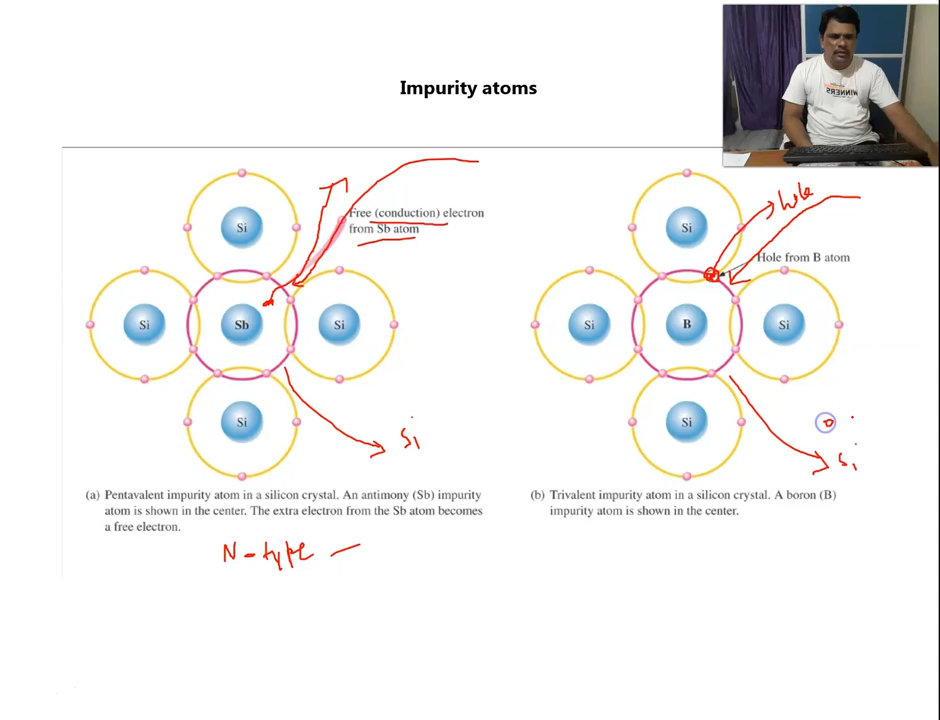 Impurity atoms
WINNERS
Si
Free (conduction) electron
from Sb atom
Si
Sb
Si
Si
Si
(a) Pentavalent impurity atom in a silicon crystal. An antimony (Sb) impurity
atom is shown in the center. The extra electron from the Sb atom becomes
a free electron.
N-type
Si
hole
Hole from B atom
Si
B
Si
Si
Si
(b) Trivalent impurity atom in a silicon crystal. A boron (B)
impurity atom is shown in the center.